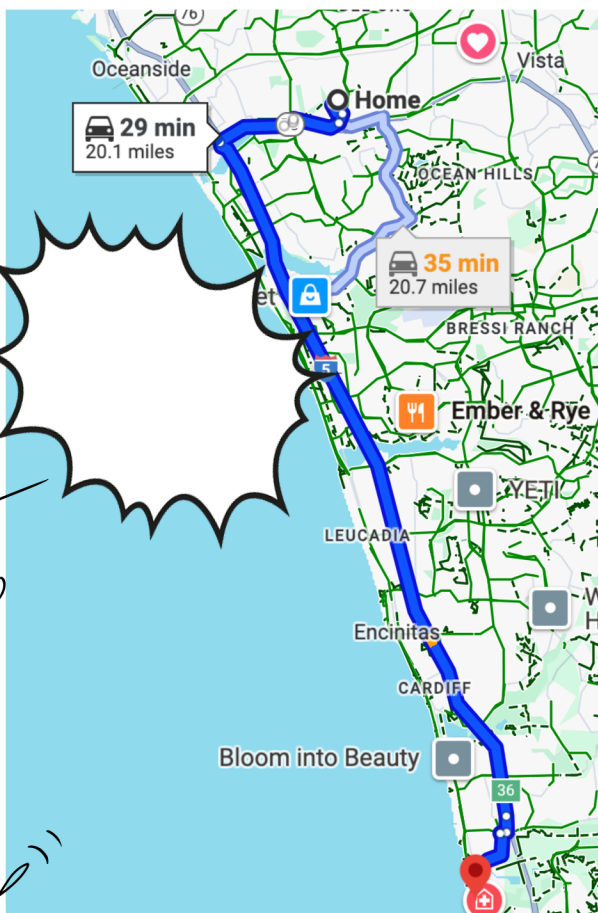 76
Oceanside
Vista
Home
29 min
20.1 miles
OCEAN HILLS
35 min
20.7 miles
et
BRESSI RANCH
5
Ember & Rye
YETI
LEUCADIA
W
H
Encinitas
CARDIFF
Bloom into Beauty
36